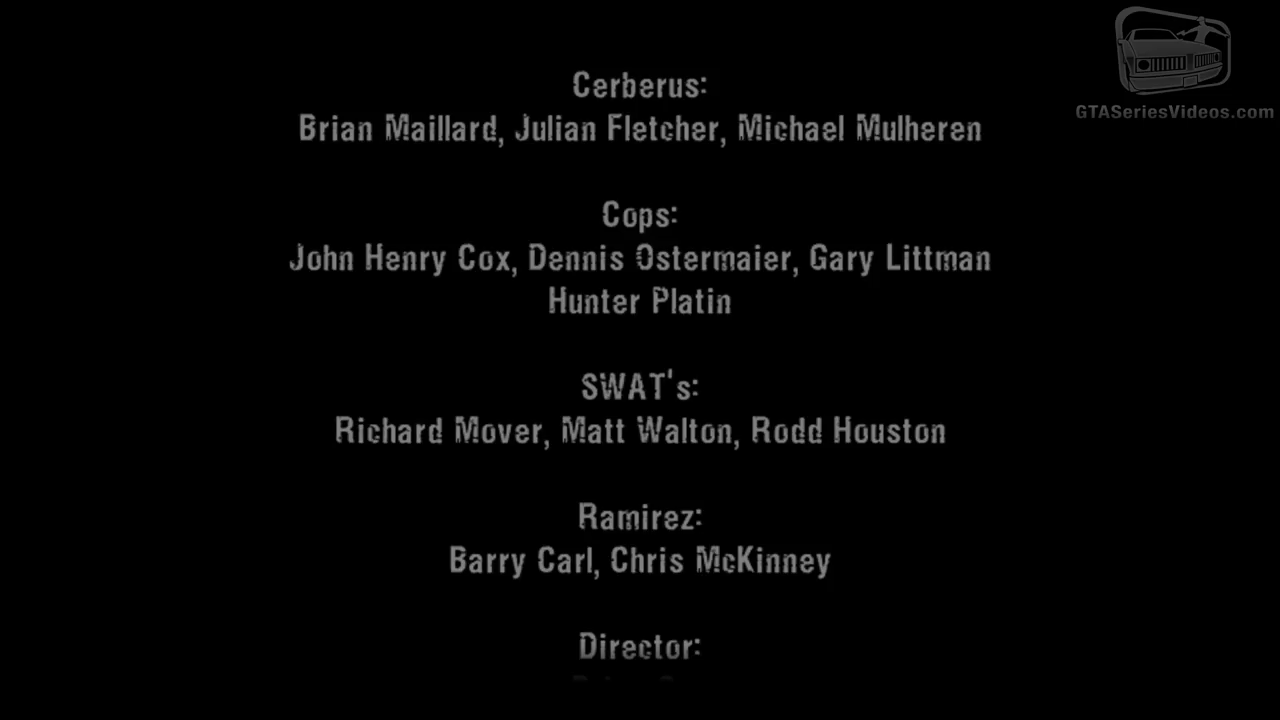 GTASeriesVideos.com
Cerberus:
Brian Maillard, Julian Fletcher, Michael Mulheren
Cops:
John Henry Cox, Dennis Ostermaier, Gary Littman
Hunter Platin
SWAT's:
Richard Mover, Matt Walton, Rodd Houston
Ramirez:
Barry Carl, Chris McKinney
Director: